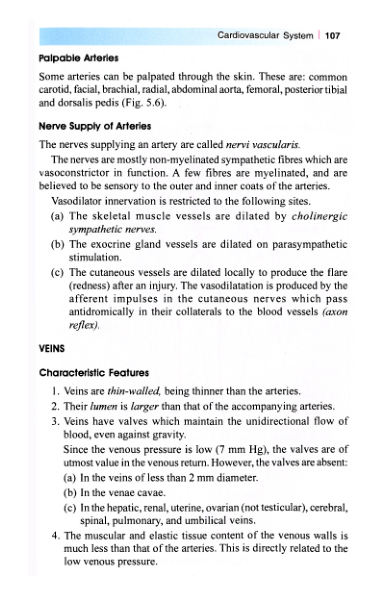 Cardiovascular System | 107
Palpable Arteries
Some arteries can be palpated through the skin. These are: common
carotid, facial, brachial, radial, abdominal aorta, femoral, posterior tibial
and dorsalis pedis (Fig. 5.6).
Nerve Supply of Arteries
The nerves supplying an artery are called nervi vascularis.
The nerves are mostly non-myelinated sympathetic fibres which are
vasoconstrictor in function. A few fibres are myelinated, and are
believed to be sensory to the outer and inner coats of the arteries.
Vasodilator innervation is restricted to the following sites.
(a) The skeletal muscle vessels are dilated by cholinergic
sympathetic nerves.
(b) The exocrine gland vessels are dilated on parasympathetic
stimulation.
(c) The cutaneous vessels are dilated locally to produce the flare
(redness) after an injury. The vasodilatation is produced by the
afferent impulses in the cutaneous nerves which pass
antidromically in their collaterals to the blood vessels (axon
reflex).
VEINS
Characteristic Features
1. Veins are thin-walled, being thinner than the arteries.
2. Their lumen is larger than that of the accompanying arteries.
3. Veins have valves which maintain the unidirectional flow of
blood, even against gravity.
Since the venous pressure is low (7 mm Hg), the valves are of
utmost value in the venous return. However, the valves are absent:
(a) In the veins of less than 2 mm diameter.
(b) In the venae cavae.
(c) In the hepatic, renal, uterine, ovarian (not testicular), cerebral,
spinal, pulmonary, and umbilical veins.
4. The muscular and elastic tissue content of the venous walls is
much less than that of the arteries. This is directly related to the
low venous pressure.